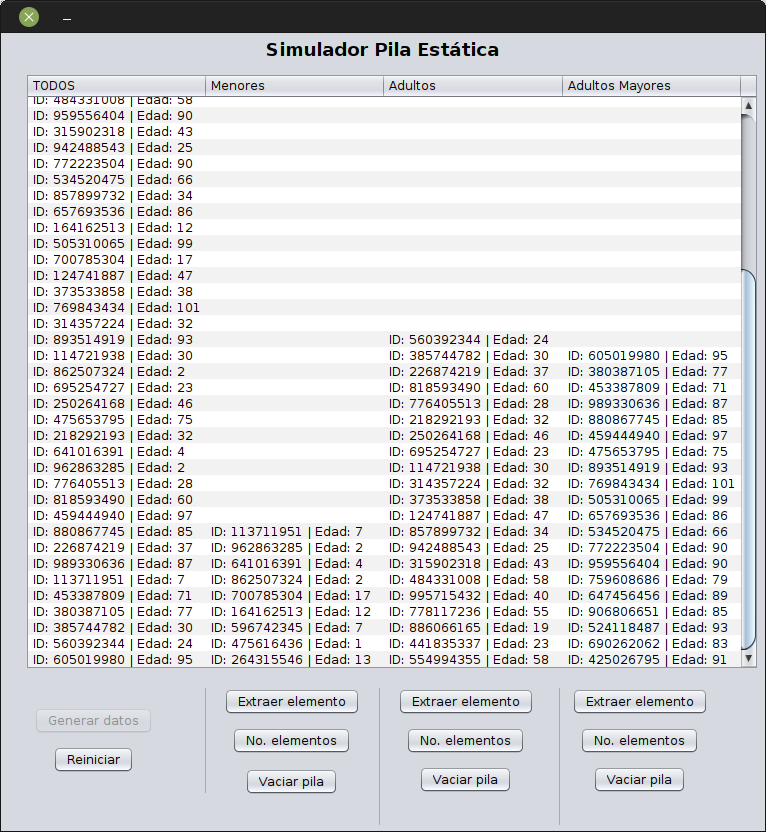 Simulador Pila Estática
TODOS Menores Adultos Adultos Mayores
ID: 484331008 | Edad: 58
ID: 959556404 | Edad: 90
ID: 315902318 | Edad: 43
ID: 942488543 | Edad: 25
ID: 772223504 | Edad: 90
ID: 534520475 | Edad: 66
ID: 857899732 | Edad: 34
ID: 657693536 | Edad: 86
ID: 164162513 | Edad: 12
ID: 505310065 | Edad: 99
ID: 700785304 | Edad: 17
ID: 124741887 | Edad: 47
ID: 373533858 | Edad: 38
ID: 769843434 | Edad: 101
ID: 314357224 | Edad: 32
ID: 893514919 | Edad: 93 ID: 560392344 | Edad: 24
ID: 114721938 | Edad: 30 ID: 385744782 | Edad: 30 ID: 605019980 | Edad: 95
ID: 862507324 | Edad: 2 ID: 226874219 | Edad: 37 ID: 380387105 | Edad: 77
ID: 695254727 | Edad: 23 ID: 818593490 | Edad: 60 ID: 453387809 | Edad: 71
ID: 250264168 | Edad: 46 ID: 776405513 | Edad: 28 ID: 989330636 | Edad: 87
ID: 475653795 | Edad: 75 ID: 218292193 | Edad: 32 ID: 880867745 | Edad: 85
ID: 218292193 | Edad: 32 ID: 250264168 | Edad: 46 ID: 459444940 | Edad: 97
ID: 641016391 | Edad: 4 ID: 695254727 | Edad: 23 ID: 475653795 | Edad: 75
ID: 962863285 | Edad: 2 ID: 114721938 | Edad: 30 ID: 893514919 | Edad: 93
ID: 776405513 | Edad: 28 ID: 314357224 | Edad: 32 ID: 769843434 | Edad: 101
ID: 818593490 | Edad: 60 ID: 373533858 | Edad: 38 ID: 505310065 | Edad: 99
ID: 459444940 | Edad: 97 ID: 124741887 | Edad: 47 ID: 657693536 | Edad: 86
ID: 880867745 | Edad: 85 ID: 113711951 | Edad: 7 ID: 857899732 | Edad: 34 ID: 534520475 | Edad: 66
ID: 226874219 | Edad: 37 ID: 962863285 | Edad: 2 ID: 942488543 | Edad: 25 ID: 772223504 | Edad: 90
ID: 989330636 | Edad: 87 ID: 641016391 | Edad: 4 ID: 315902318 | Edad: 43 ID: 959556404 | Edad: 90
ID: 113711951 | Edad: 7 ID: 862507324 | Edad: 2 ID: 484331008 | Edad: 58 ID: 759608686 | Edad: 79
ID: 453387809 | Edad: 71 ID: 700785304 | Edad: 17 ID: 995715432 | Edad: 40 ID: 647456456 | Edad: 89
ID: 380387105 | Edad: 77 ID: 164162513 | Edad: 12 ID: 778117236 | Edad: 55 ID: 906806651 | Edad: 85
ID: 385744782 | Edad: 30 ID: 596742345 | Edad: 7 ID: 886066165 | Edad: 19 ID: 524118487 | Edad: 93
ID: 560392344 | Edad: 24 ID: 475616436 | Edad: 1 ID: 441835337 | Edad: 23 ID: 690262062 | Edad: 83
ID: 605019980 | Edad: 95 ID: 264315546 | Edad: 13 ID: 554994355 | Edad: 58 ID: 425026795 | Edad: 91
Extraer elemento Extraer elemento Extraer elemento
Generar datos
No. elementos No. elementos No. elementos
Reiniciar
Vaciar pila Vaciar pila Vaciar pila